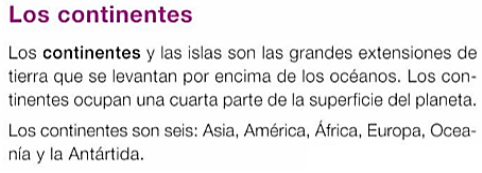 Los continentes
Los continentes y las islas son las grandes extensiones de
tierra que se levantan por encima de los océanos. Los con-
tinentes ocupan una cuarta parte de la superficie del planeta.
Los continentes son seis: Asia, América, África, Europa, Ocea-
nía y la Antártida.